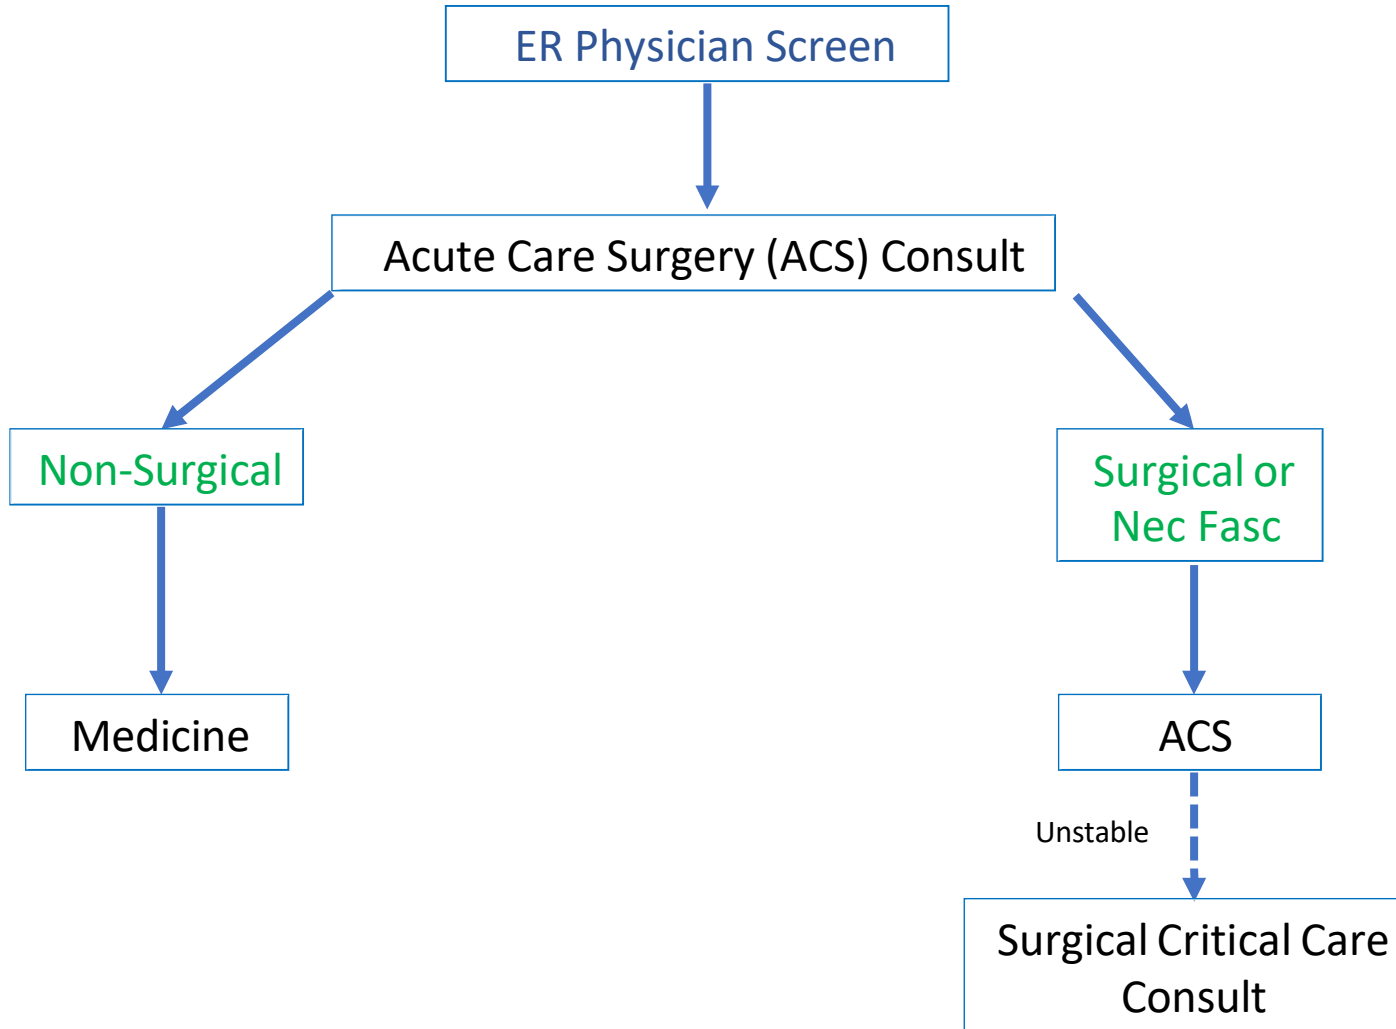 ER Physician Screen
Acute Care Surgery (ACS) Consult
Non-Surgical
Surgical or
Nec Fasc
Medicine
ACS
Unstable
Surgical Critical Care
Consult